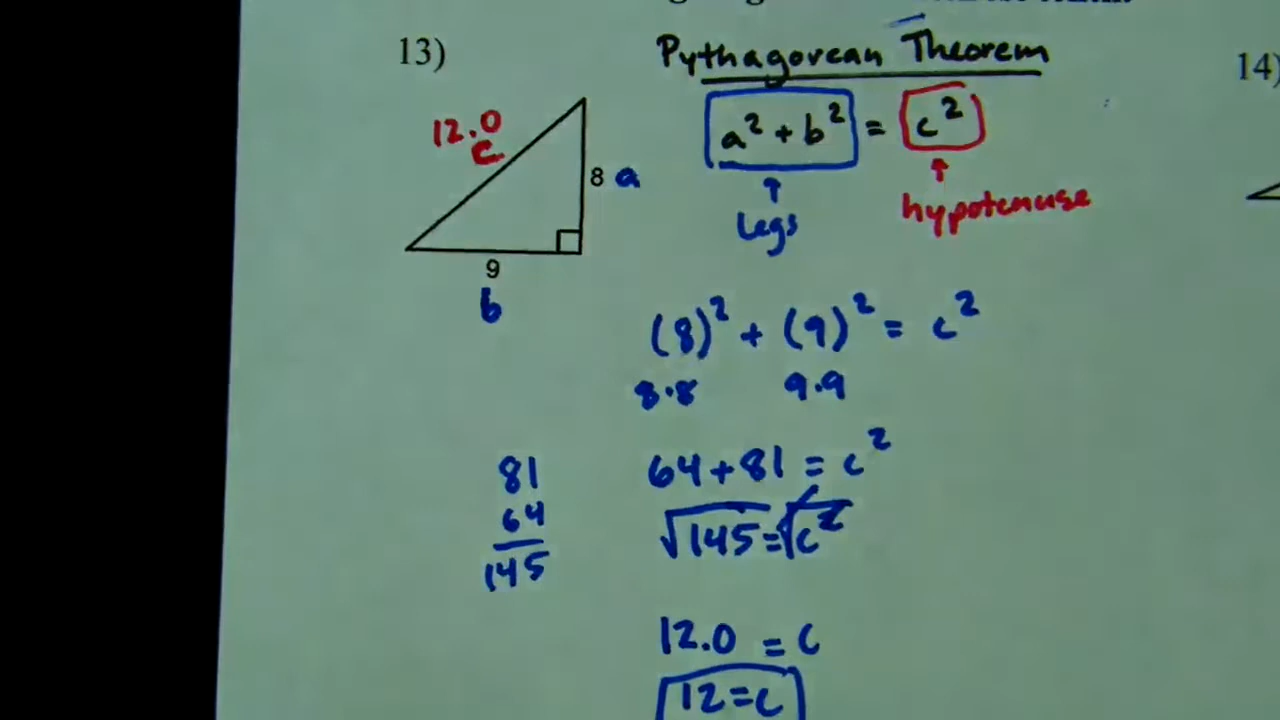 13)
Pythagorean Theorem
14)
12.0
c
8 a
a² + b² = c²
legs
hypotenuse
9
b
(8)² + (9)² = c²
8·8 9·9
81
64
145
64 + 81 = c²
√145 = √c²
12.0 = c
12 = c